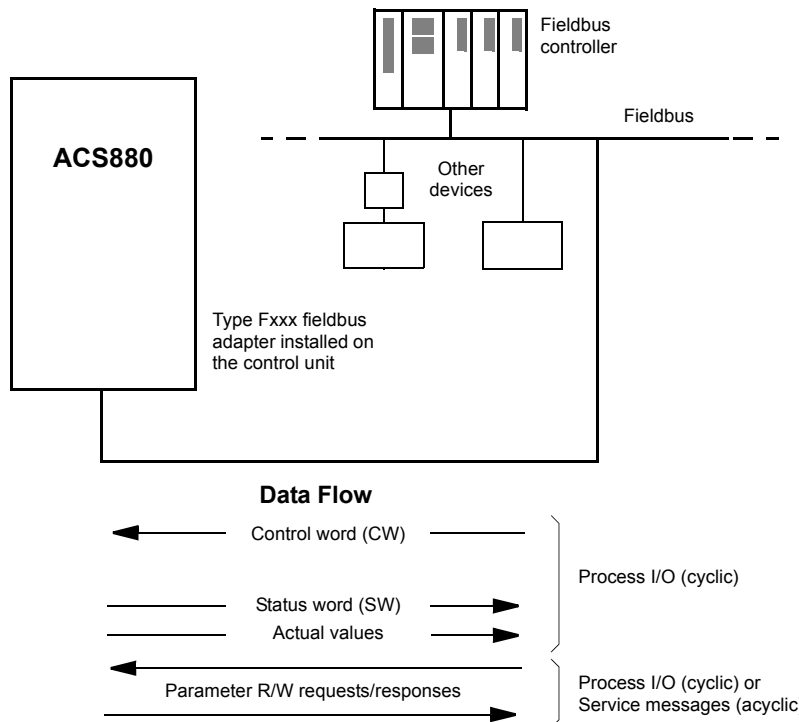 Fieldbus
controller
Fieldbus
ACS880
Other
devices
Type Fxxx fieldbus
adapter installed on
the control unit
Data Flow
Control word (CW)
Process I/O (cyclic)
Status word (SW)
Actual values
Parameter R/W requests/responses
Process I/O (cyclic) or
Service messages (acyclic